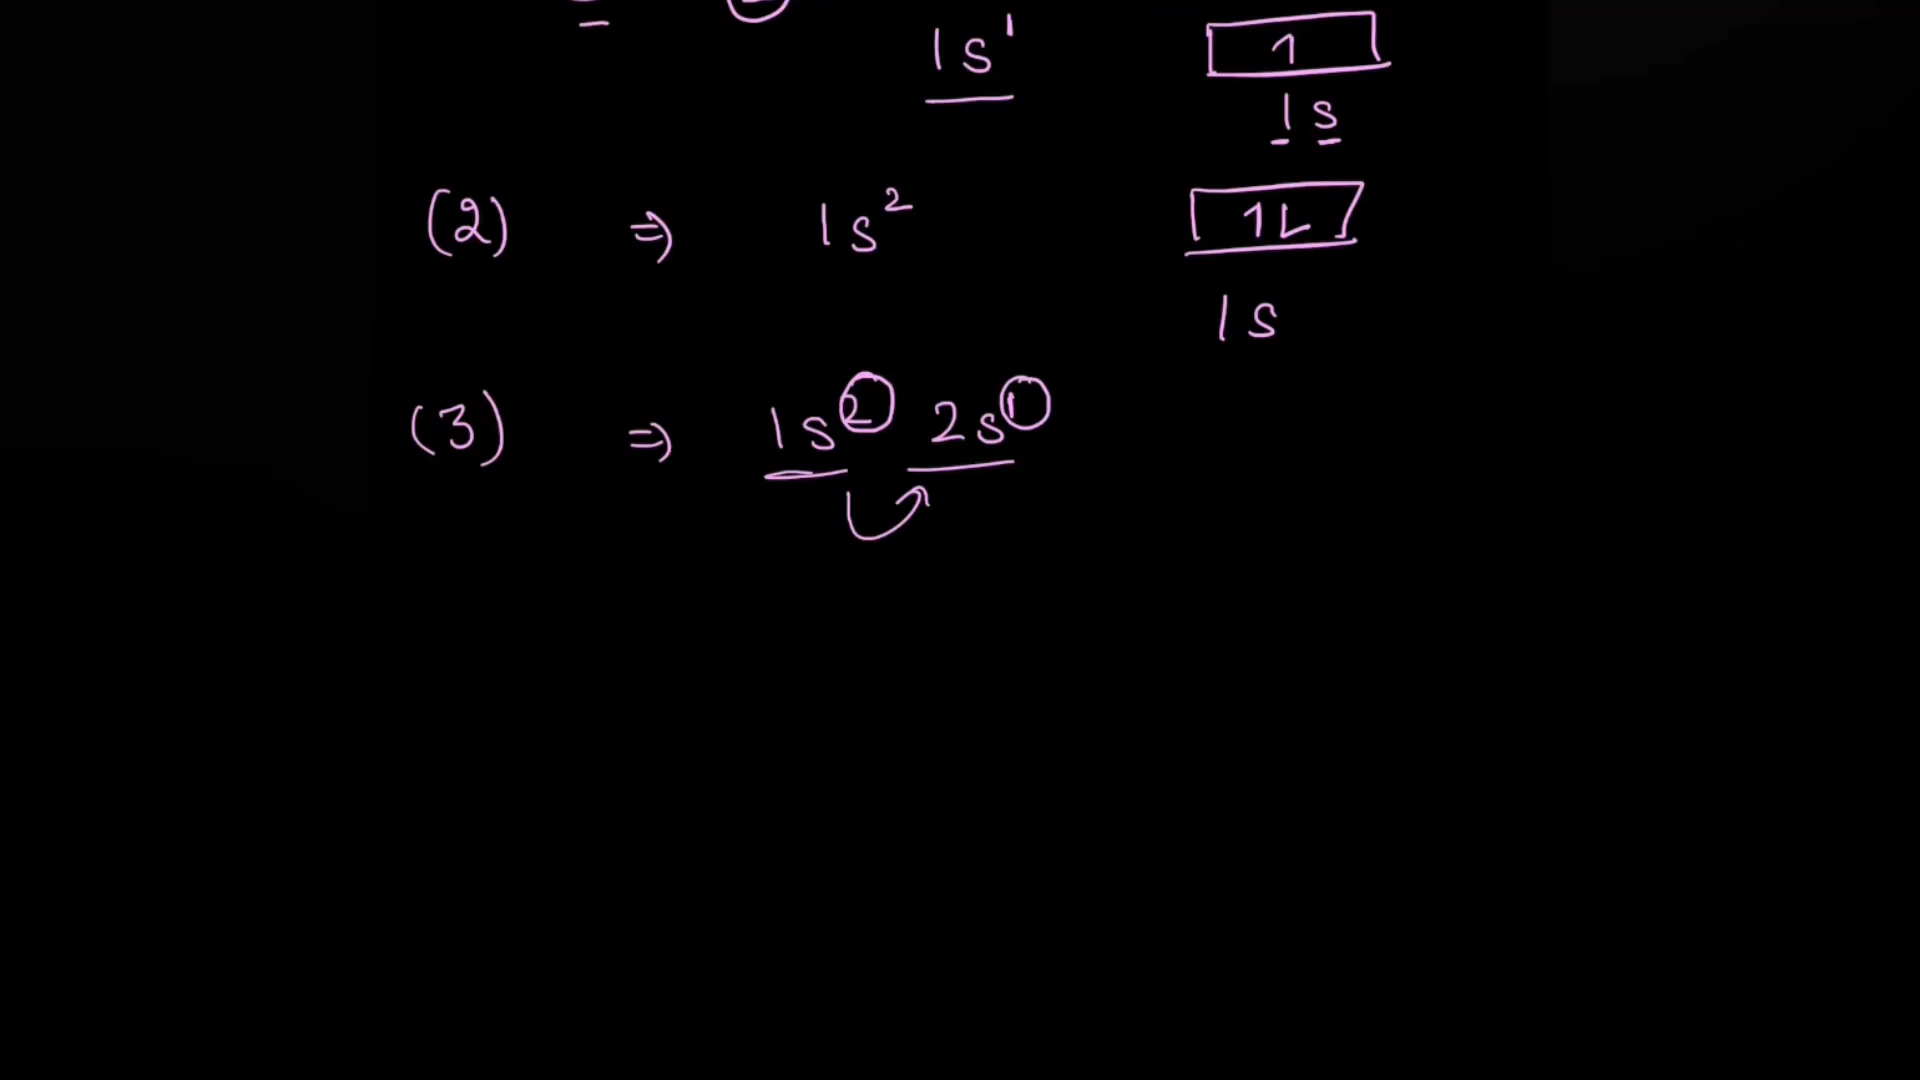 1s¹ 1
1s
(2) ⇒ 1s² 1L
1s
(3) ⇒ 1s² 2s¹